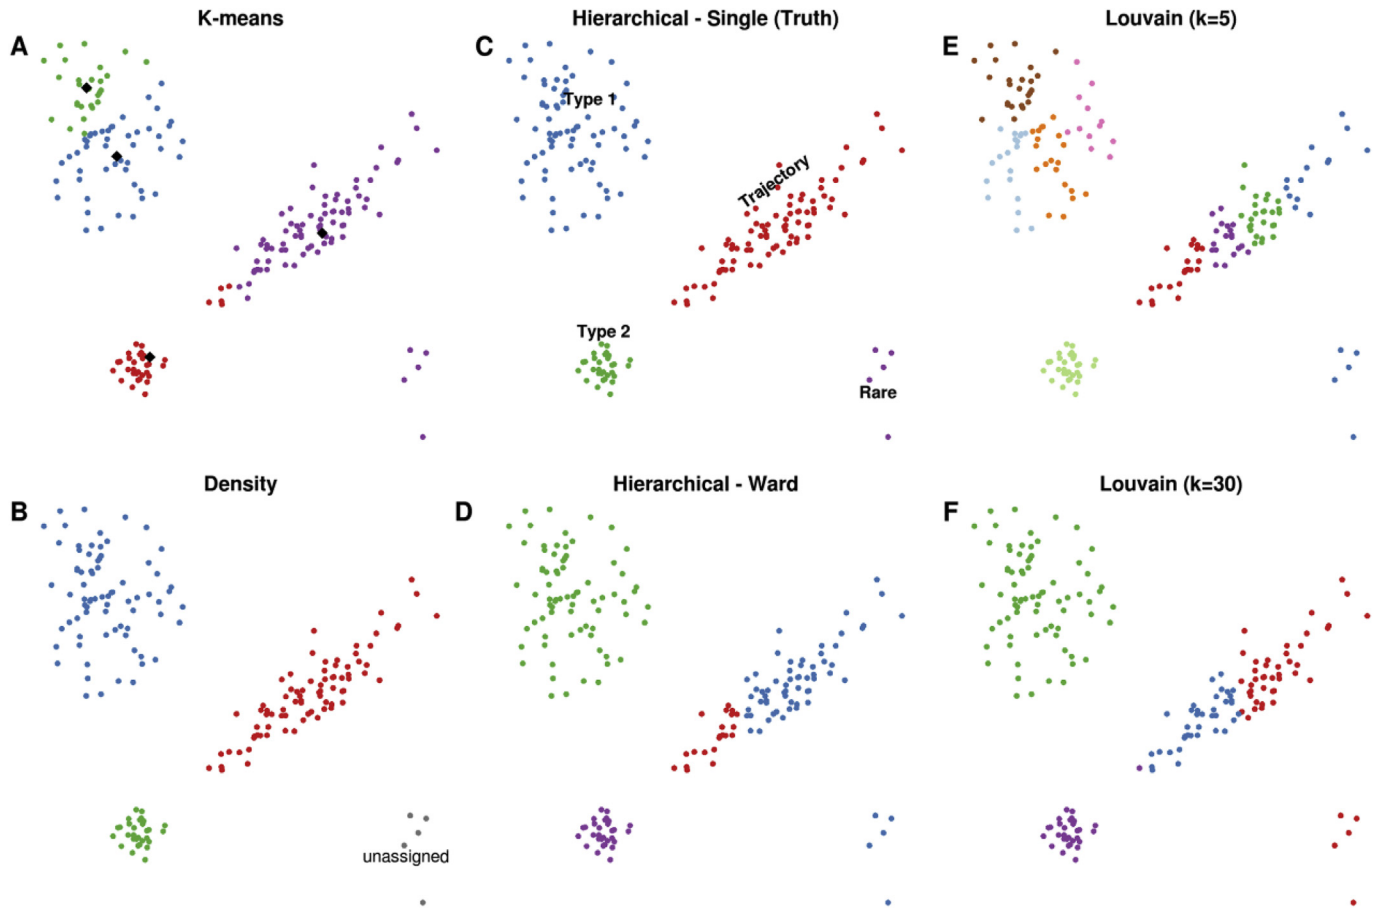 K-means
Hierarchical - Single (Truth)
Louvain (k=5)
A
C
E
Type 1
Trajectory
Type 2
Rare
Density
Hierarchical - Ward
Louvain (k=30)
B
D
F
unassigned